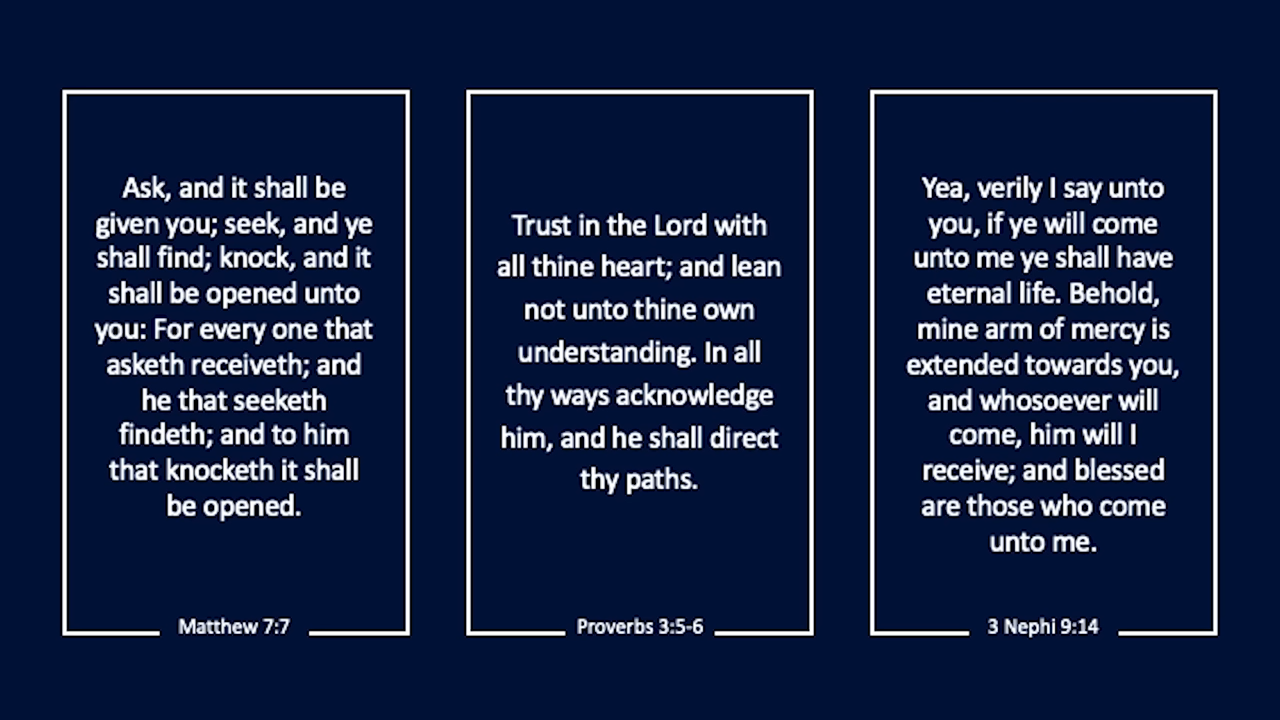 Ask, and it shall be
given you; seek, and ye
shall find; knock, and it
shall be opened unto
you: For every one that
asketh receiveth; and
he that seeketh
findeth; and to him
that knocketh it shall
be opened.
Matthew 7:7
Trust in the Lord with
all thine heart; and lean
not unto thine own
understanding. In all
thy ways acknowledge
him, and he shall direct
thy paths.
Proverbs 3:5-6
Yea, verily I say unto
you, if ye will come
unto me ye shall have
eternal life. Behold,
mine arm of mercy is
extended towards you,
and whosoever will
come, him will I
receive; and blessed
are those who come
unto me.
3 Nephi 9:14